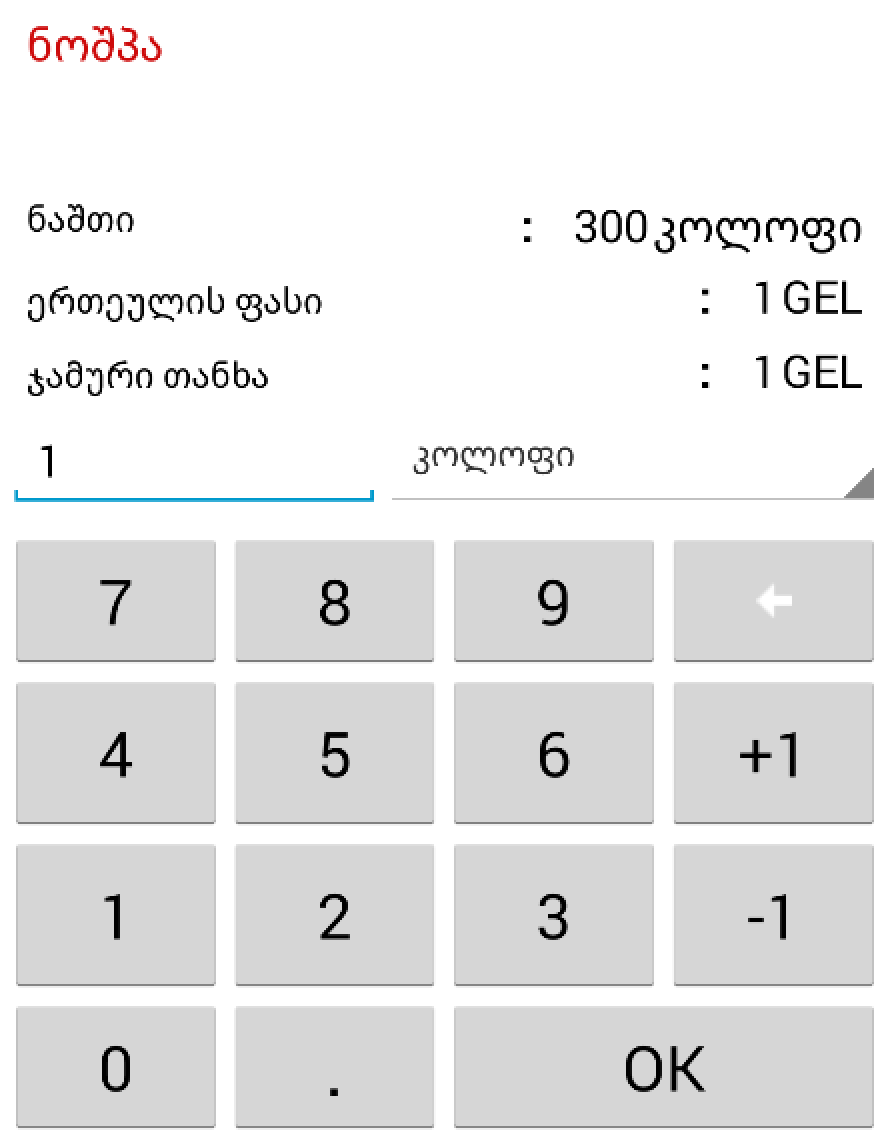 ნოშპა
ნაშთი : 300 კოლოფი
ერთეულის ფასი : 1 GEL
ჯამური თანხა : 1 GEL
1 კოლოფი
7 8 9
4 5 6 +1
1 2 3 -1
0 . OK